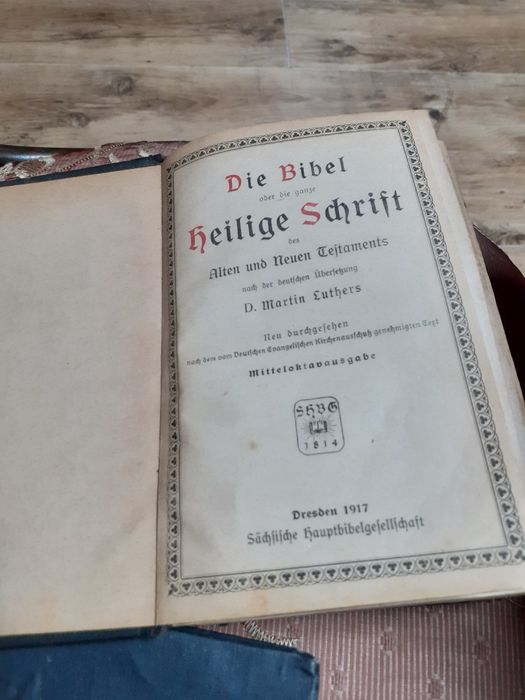 Die Bibel
oder die ganze
Heilige Schrift
des
Alten und Neuen Testaments
nach der deutschen Übersetzung
D. Martin Luthers
Neu durchgesehen
nach dem vom Deutschen Evangelischen Kirchenausschuß genehmigten Text
Mitteloktavausgabe
SHBG
1814
Dresden 1917
Sächsische Hauptbibelgesellschaft